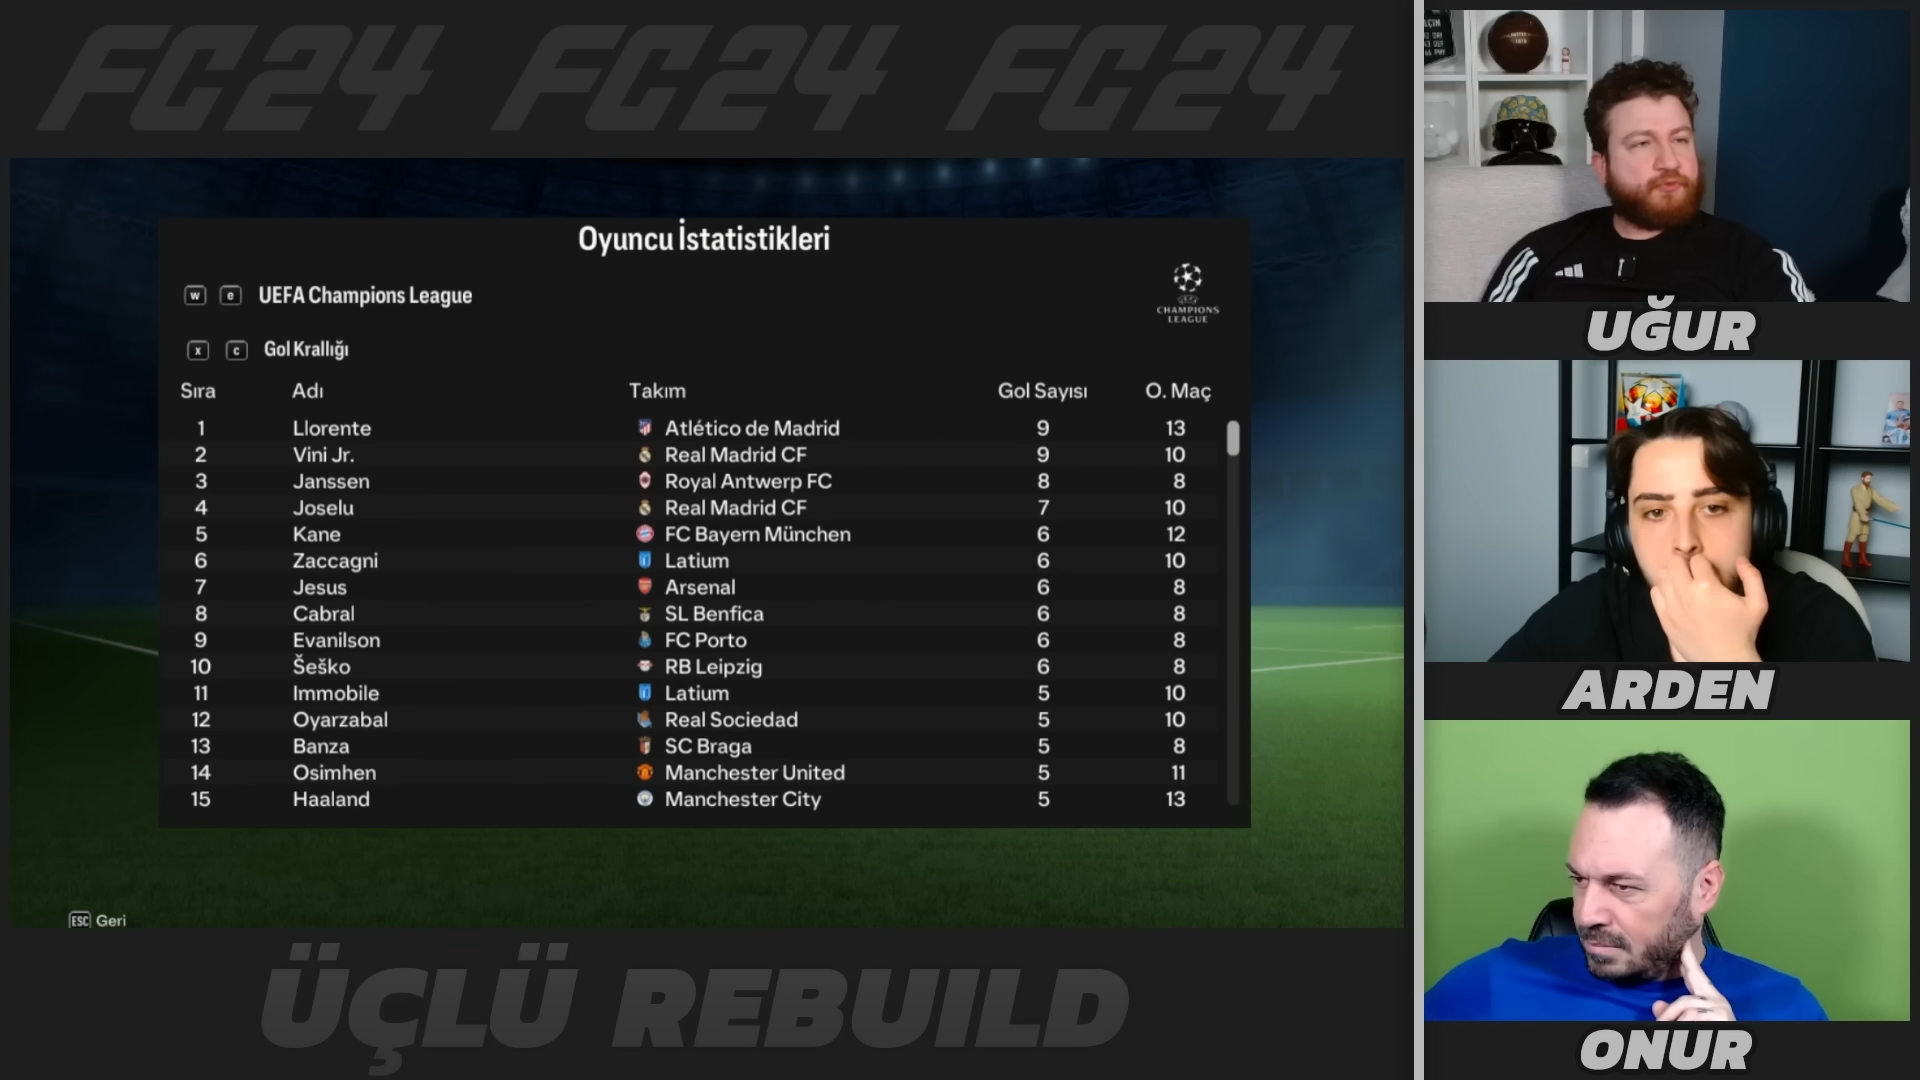 FC24 FC24 FC24
Oyuncu İstatistikleri
w e UEFA Champions League
CHAMPIONS
LEAGUE
x c Gol Krallığı
Sıra Adı Takım Gol Sayısı O. Maç
1 Llorente Atlético de Madrid 9 13
2 Vini Jr. Real Madrid CF 9 10
3 Janssen Royal Antwerp FC 8 8
4 Joselu Real Madrid CF 7 10
5 Kane FC Bayern München 6 12
6 Zaccagni Latium 6 10
7 Jesus Arsenal 6 8
8 Cabral SL Benfica 6 8
9 Evanilson FC Porto 6 8
10 Šeško RB Leipzig 6 8
11 Immobile Latium 5 10
12 Oyarzabal Real Sociedad 5 10
13 Banza SC Braga 5 8
14 Osimhen Manchester United 5 11
15 Haaland Manchester City 5 13
ESC Geri
ÜÇLÜ REBUILD
UĞUR
ARDEN
ONUR